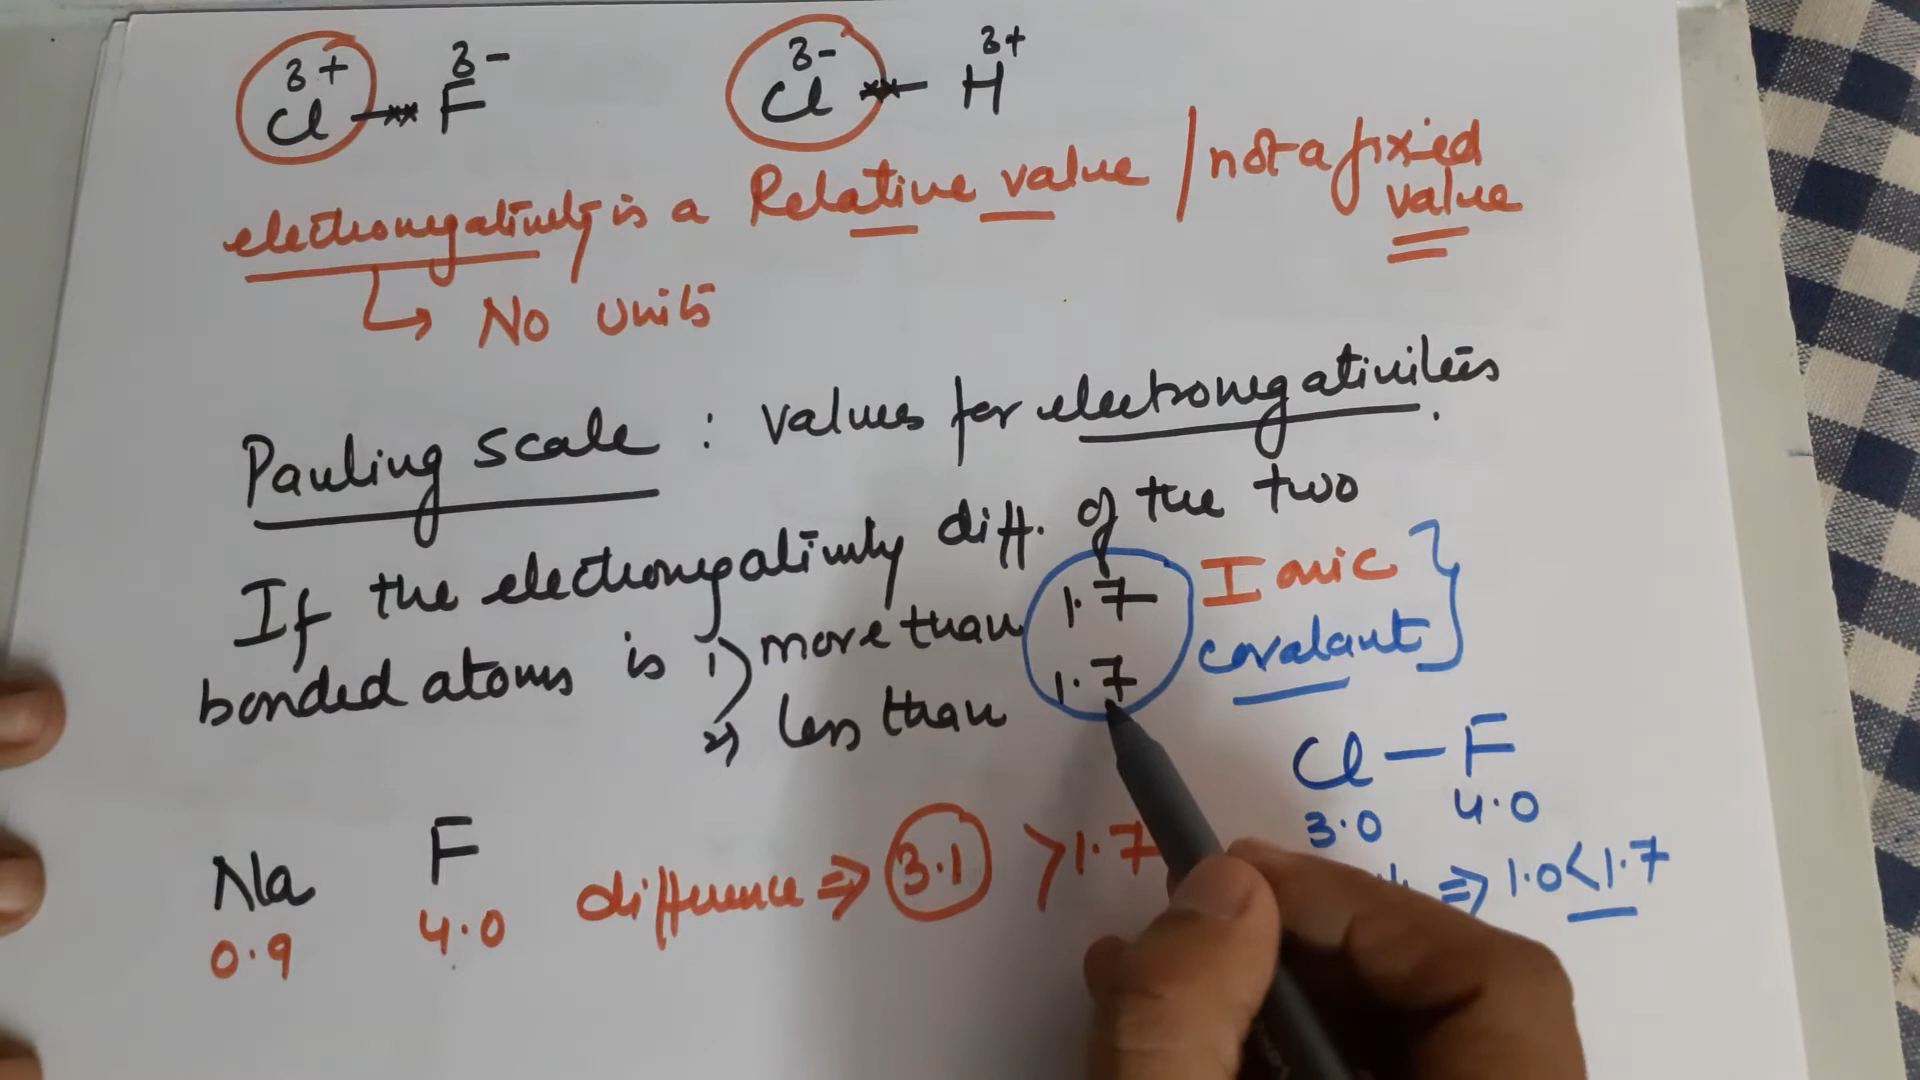 δ+ δ- δ- δ+
Cl F Cl H
electronegativity is a Relative value / not a fixed
value
No units
Pauling scale : values for electronegativities
If the electronegativity diff. of the two
bonded atoms is 1) more than 1.7 Ionic
2) less than 1.7 covalant
Cl - F
3.0 4.0
Na F difference ⇒ 3.1 > 1.7
0.9 4.0
⇒ 1.0 < 1.7